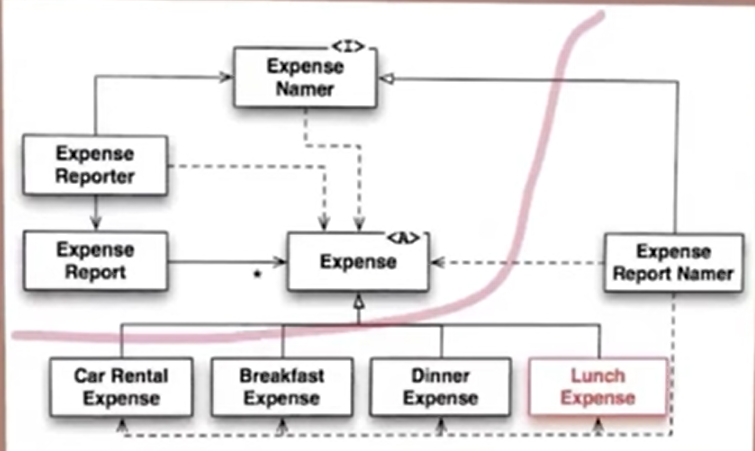 <I>
Expense
Namer
Expense
Reporter
Expense
Report
*
<A>
Expense
Expense
Report Namer
Car Rental
Expense
Breakfast
Expense
Dinner
Expense
Lunch
Expense